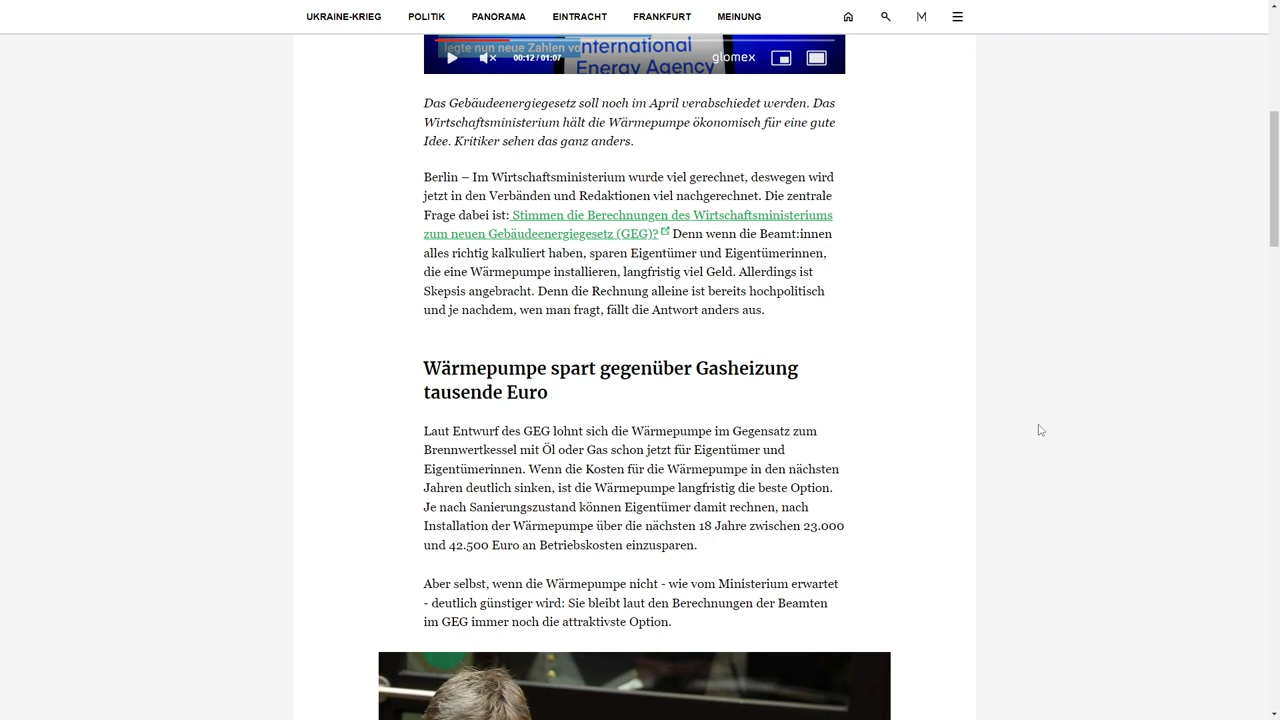 UKRAINE-KRIEG POLITIK PANORAMA EINTRACHT FRANKFURT MEINUNG M
legte nun neue Zahlen vo
nternational
Energy Agency
00:12 / 01:07
glomex
Das Gebäudeenergiegesetz soll noch im April verabschiedet werden. Das
Wirtschaftsministerium hält die Wärmepumpe ökonomisch für eine gute
Idee. Kritiker sehen das ganz anders.
Berlin – Im Wirtschaftsministerium wurde viel gerechnet, deswegen wird
jetzt in den Verbänden und Redaktionen viel nachgerechnet. Die zentrale
Frage dabei ist: Stimmen die Berechnungen des Wirtschaftsministeriums
zum neuen Gebäudeenergiegesetz (GEG)? Denn wenn die Beamt:innen
alles richtig kalkuliert haben, sparen Eigentümer und Eigentümerinnen,
die eine Wärmepumpe installieren, langfristig viel Geld. Allerdings ist
Skepsis angebracht. Denn die Rechnung alleine ist bereits hochpolitisch
und je nachdem, wen man fragt, fällt die Antwort anders aus.
Wärmepumpe spart gegenüber Gasheizung
tausende Euro
Laut Entwurf des GEG lohnt sich die Wärmepumpe im Gegensatz zum
Brennwertkessel mit Öl oder Gas schon jetzt für Eigentümer und
Eigentümerinnen. Wenn die Kosten für die Wärmepumpe in den nächsten
Jahren deutlich sinken, ist die Wärmepumpe langfristig die beste Option.
Je nach Sanierungszustand können Eigentümer damit rechnen, nach
Installation der Wärmepumpe über die nächsten 18 Jahre zwischen 23.000
und 42.500 Euro an Betriebskosten einzusparen.
Aber selbst, wenn die Wärmepumpe nicht - wie vom Ministerium erwartet
- deutlich günstiger wird: Sie bleibt laut den Berechnungen der Beamten
im GEG immer noch die attraktivste Option.